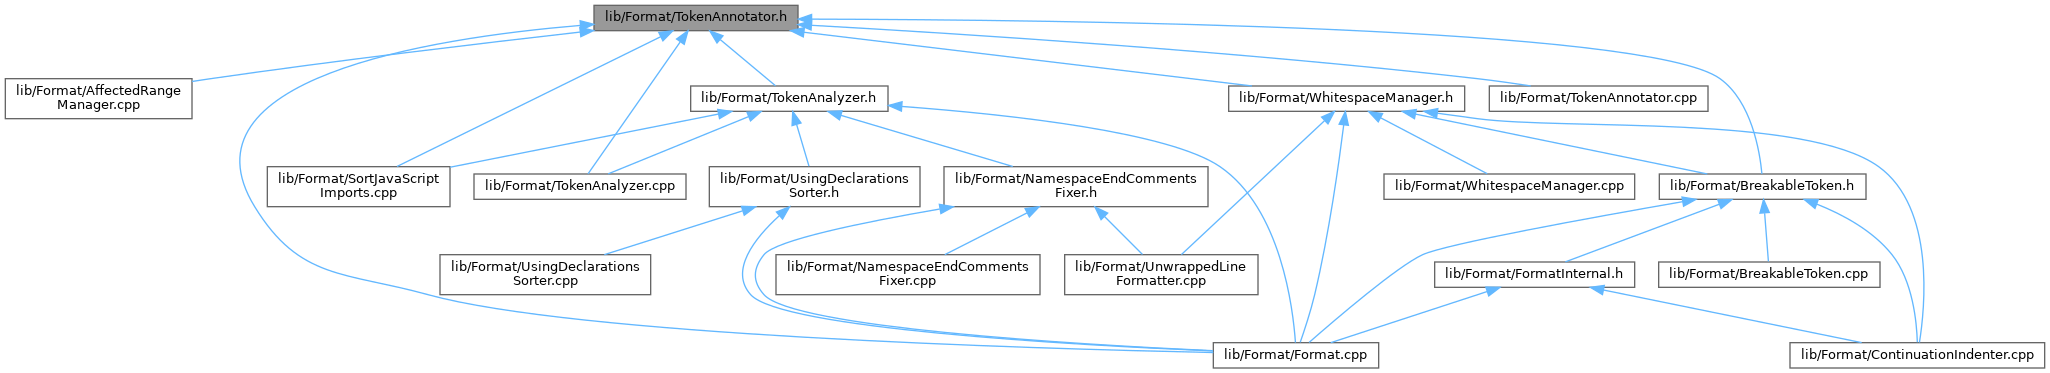 lib/Format/TokenAnnotator.h
lib/Format/AffectedRange
Manager.cpp
lib/Format/TokenAnalyzer.h
lib/Format/WhitespaceManager.h
lib/Format/TokenAnnotator.cpp
lib/Format/SortJavaScript
Imports.cpp
lib/Format/TokenAnalyzer.cpp
lib/Format/UsingDeclarations
Sorter.h
lib/Format/NamespaceEndComments
Fixer.h
lib/Format/WhitespaceManager.cpp
lib/Format/BreakableToken.h
lib/Format/UsingDeclarations
Sorter.cpp
lib/Format/NamespaceEndComments
Fixer.cpp
lib/Format/UnwrappedLine
Formatter.cpp
lib/Format/FormatInternal.h
lib/Format/BreakableToken.cpp
lib/Format/Format.cpp
lib/Format/ContinuationIndenter.cpp